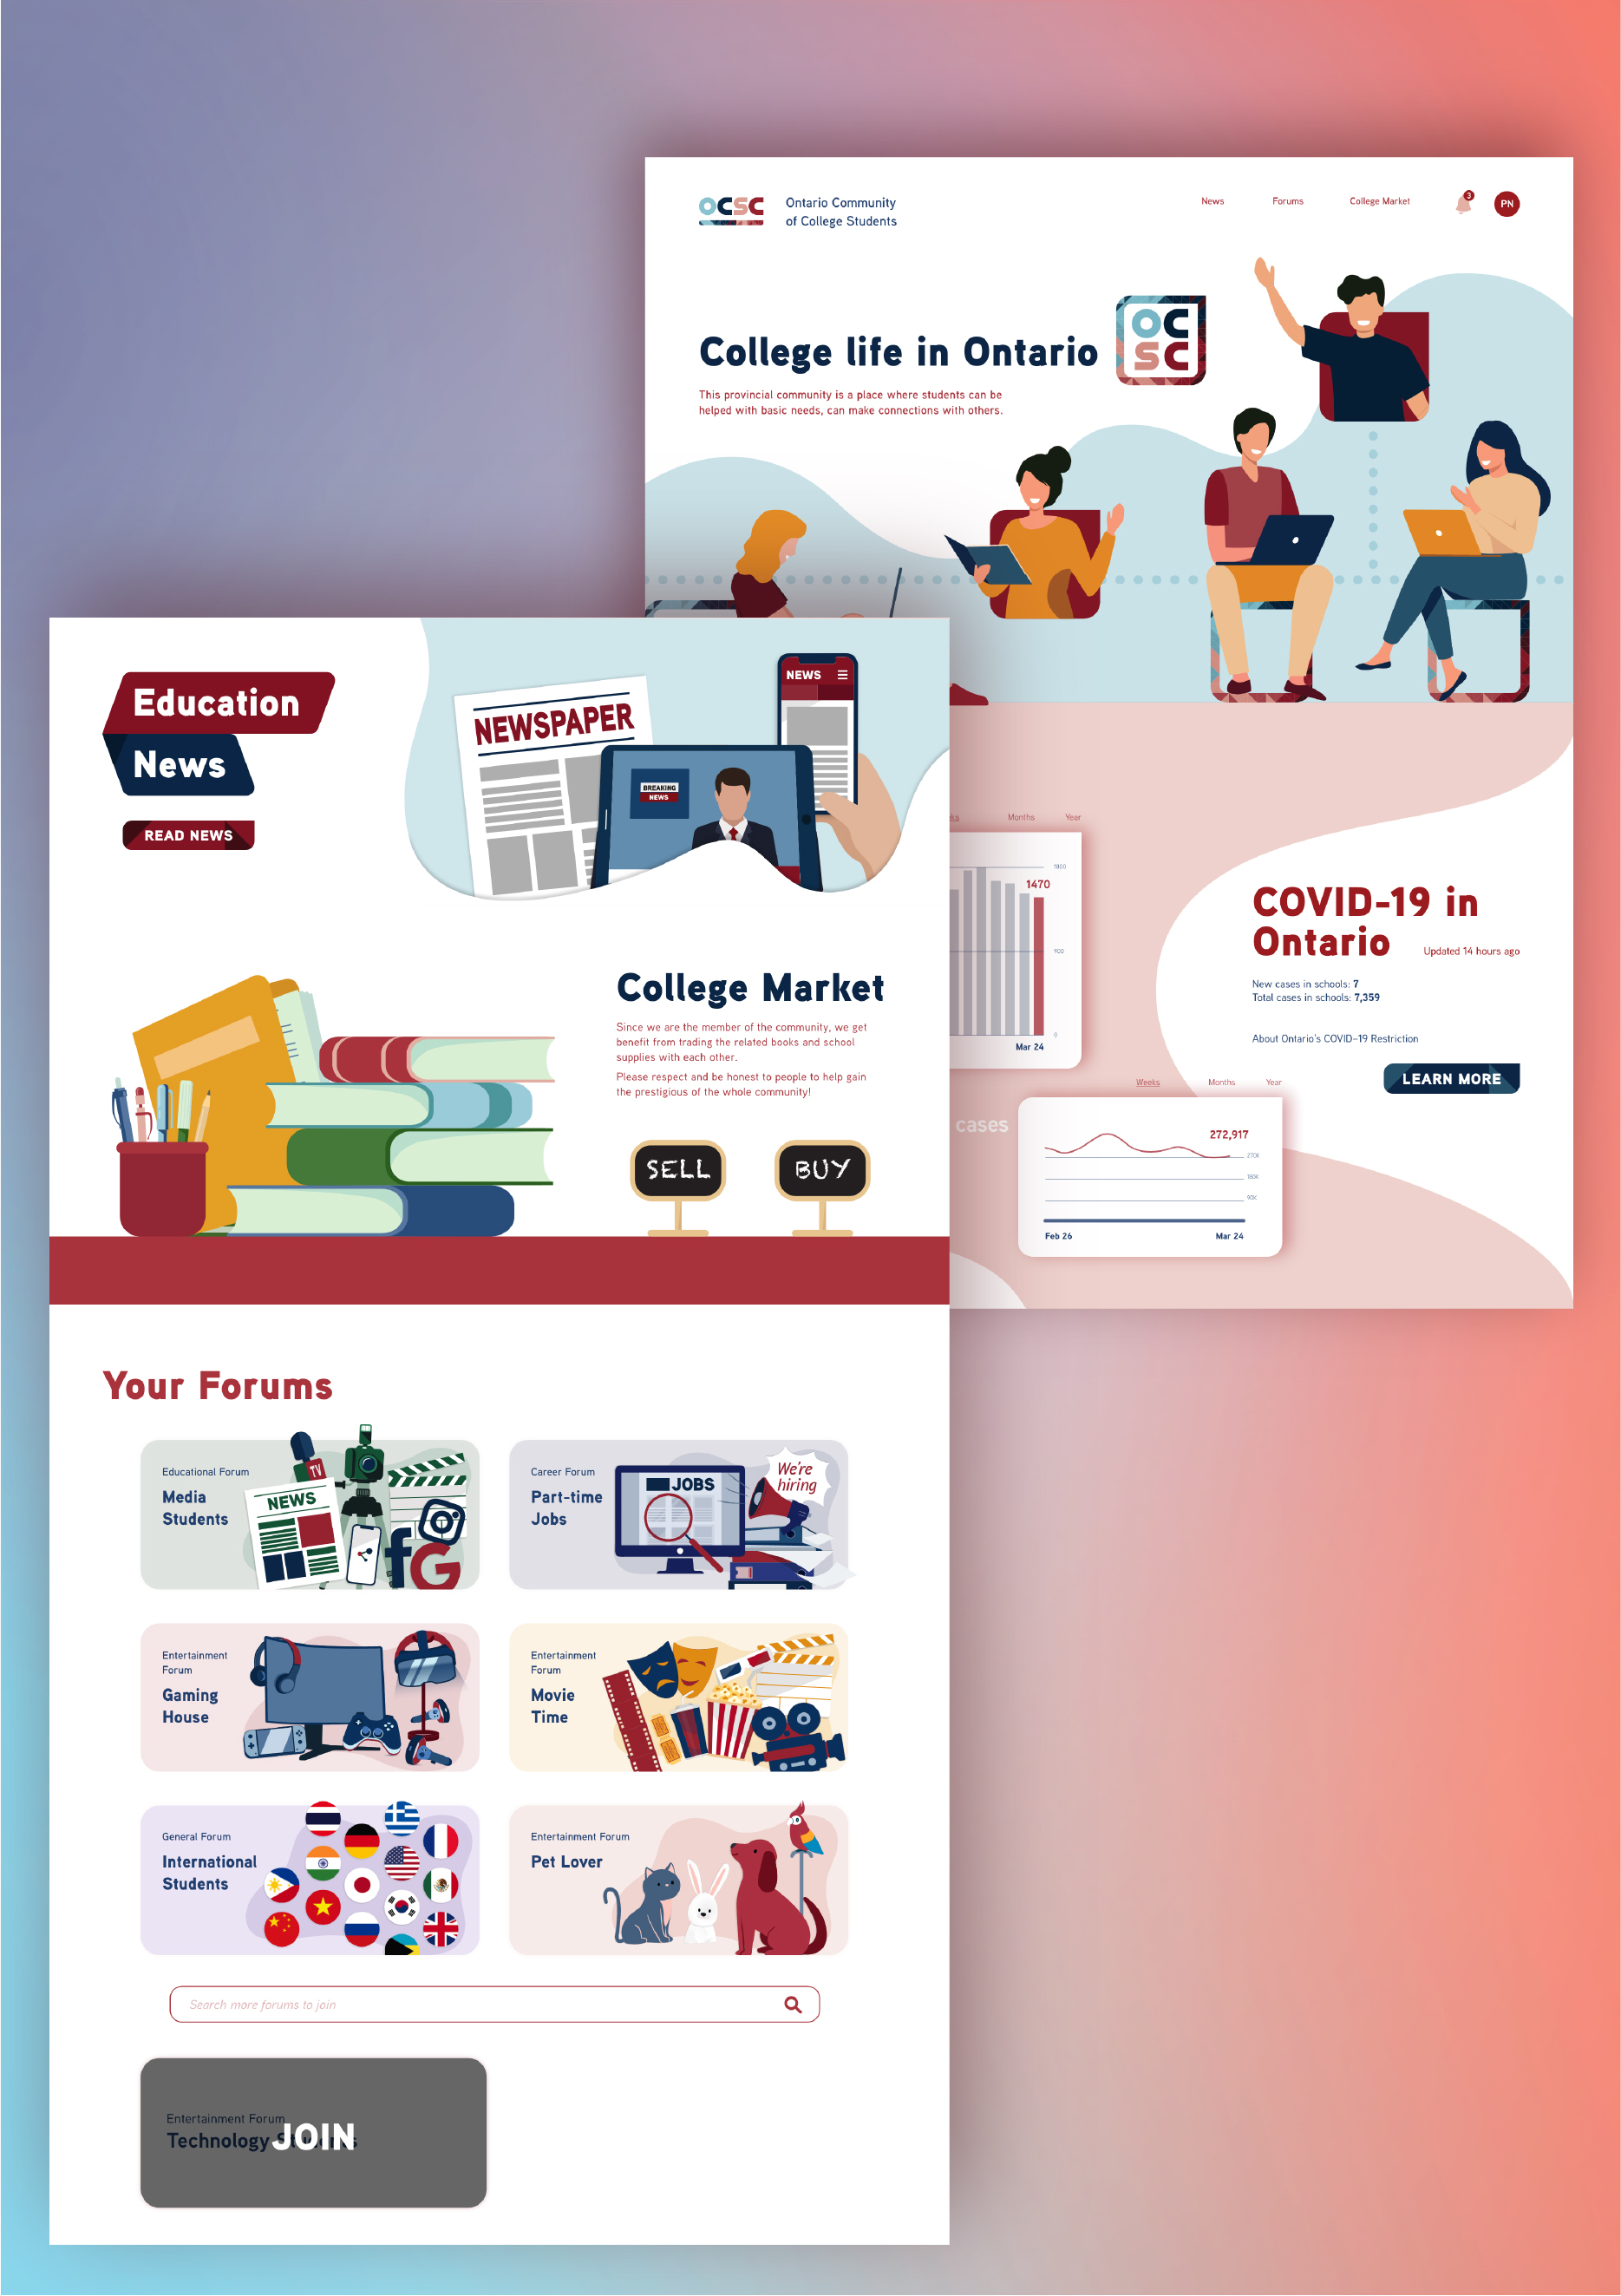 OCSC
Ontario Community
of College Students
News
Forums
College Market
3
PN
College life in Ontario
OC
SC
This provincial community is a place where students can be
helped with basic needs, can make connections with others.
Education
News
READ NEWS
NEWSPAPER
BREAKING
NEWS
NEWS
Months
Year
1800
1470
900
0
Mar 24
COVID-19 in
Ontario
Updated 14 hours ago
New cases in schools: 7
Total cases in schools: 7,359
About Ontario's COVID-19 Restriction
LEARN MORE
Weeks
Months
Year
cases
272,917
270K
180K
90K
Feb 26
Mar 24
College Market
Since we are the member of the community, we get
benefit from trading the related books and school
supplies with each other.
Please respect and be honest to people to help gain
the prestigious of the whole community!
SELL
BUY
Your Forums
Educational Forum
Media
Students
TV
NEWS
f
G
Career Forum
Part-time
Jobs
JOBS
We're
hiring
Entertainment
Forum
Gaming
House
Entertainment
Forum
Movie
Time
General Forum
International
Students
Entertainment Forum
Pet Lover
Search more forums to join
Entertainment Forum
Technology Students
JOIN